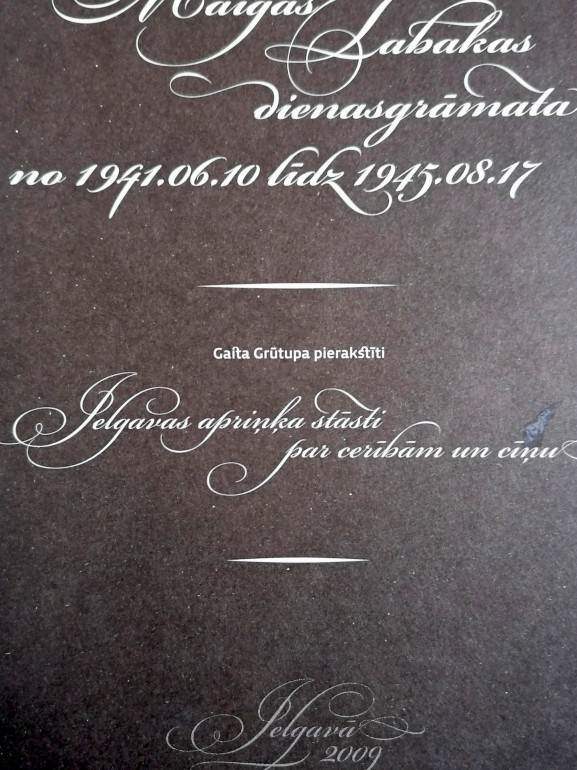 Maigas Labakas
dienasgrāmata
no 1941.06.10 līdz 1945.08.17
Gaita Grūtupa pierakstīti
Jelgavas apriņķa stāsti
par cerībām un cīņu
Jelgavā
2009